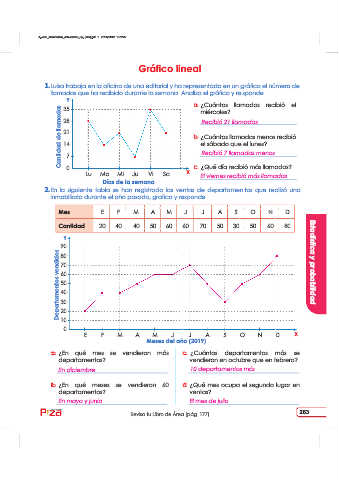 Gráfico lineal
1. Luisa trabaja en la oficina de una editorial y ha representado en un gráfico el número de
llamadas que ha recibido durante la semana. Analiza el gráfico y responde.
Cantidad de llamadas
Y
35
28
21
14
7
0
Lu Ma Mi Ju Vi Sa X
Días de la semana
a. ¿Cuántas llamadas recibió el
miércoles?
Recibió 21 llamadas
b. ¿Cuántas llamadas menos recibió
el sábado que el lunes?
Recibió 7 llamadas menos
c. ¿Qué día recibió más llamadas?
El viernes recibió más llamadas
2. En la siguiente tabla se han registrado las ventas de departamentos que realizó una
inmobiliaria durante el año pasado, grafica y responde.
Mes E F M A M J J A S O N D
Cantidad 20 40 40 50 60 60 70 50 30 50 60 80
Departamentos vendidos
Y
90
80
70
60
50
40
30
20
10
0
E F M A M J J A S O N D X
Meses del año (2019)
a. ¿En qué mes se vendieron más
departamentos?
En diciembre
b. ¿En qué meses se vendieron 60
departamentos?
En mayo y junio
c. ¿Cuántos departamentos más se
vendieron en octubre que en febrero?
10 departamentos más
d. ¿Qué mes ocupa el segundo lugar en
ventas?
El mes de julio
Estadística y probabilidad
Revisa tu Libro de Área (pág. 177)
283